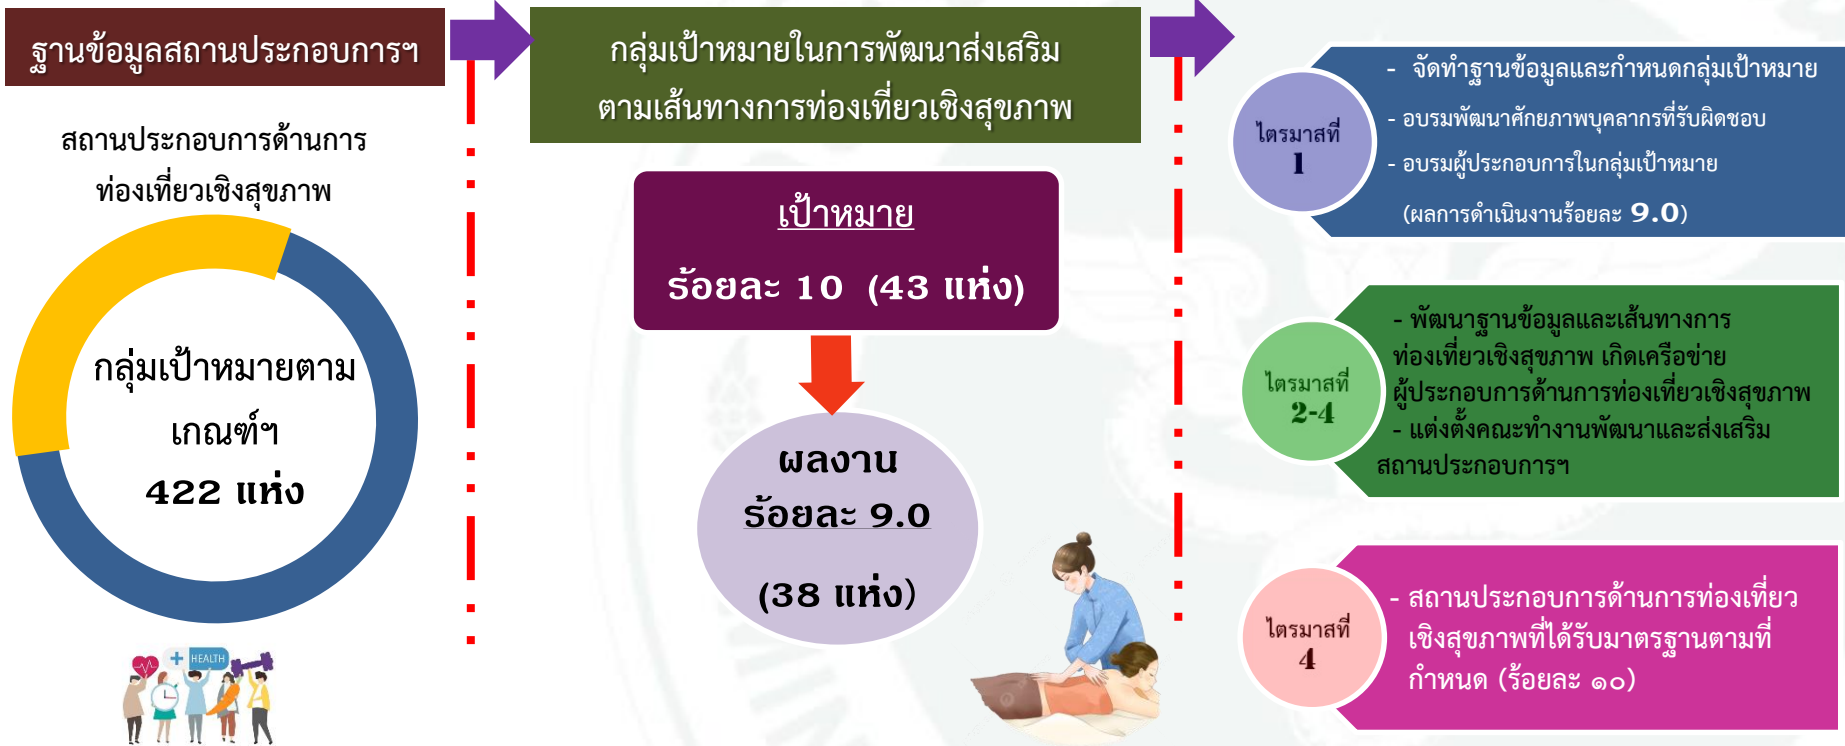 ฐานข้อมูลสถานประกอบการฯ
สถานประกอบการด้านการ
ท่องเที่ยวเชิงสุขภาพ
กลุ่มเป้าหมายตาม
เกณฑ์ฯ
422 แห่ง
+ HEALTH
กลุ่มเป้าหมายในการพัฒนาส่งเสริม
ตามเส้นทางการท่องเที่ยวเชิงสุขภาพ
เป้าหมาย
ร้อยละ 10 (43 แห่ง)
ผลงาน
ร้อยละ 9.0
(38 แห่ง)
ไตรมาสที่
1
- จัดทำฐานข้อมูลและกำหนดกลุ่มเป้าหมาย
- อบรมพัฒนาศักยภาพบุคลากรที่รับผิดชอบ
- อบรมผู้ประกอบการในกลุ่มเป้าหมาย
(ผลการดำเนินงานร้อยละ 9.0)
ไตรมาสที่
2-4
- พัฒนาฐานข้อมูลและเส้นทางการ
ท่องเที่ยวเชิงสุขภาพ เกิดเครือข่าย
ผู้ประกอบการด้านการท่องเที่ยวเชิงสุขภาพ
- แต่งตั้งคณะทำงานพัฒนาและส่งเสริม
สถานประกอบการฯ
ไตรมาสที่
4
- สถานประกอบการด้านการท่องเที่ยว
เชิงสุขภาพที่ได้รับมาตรฐานตามที่
กำหนด (ร้อยละ ๑๐)